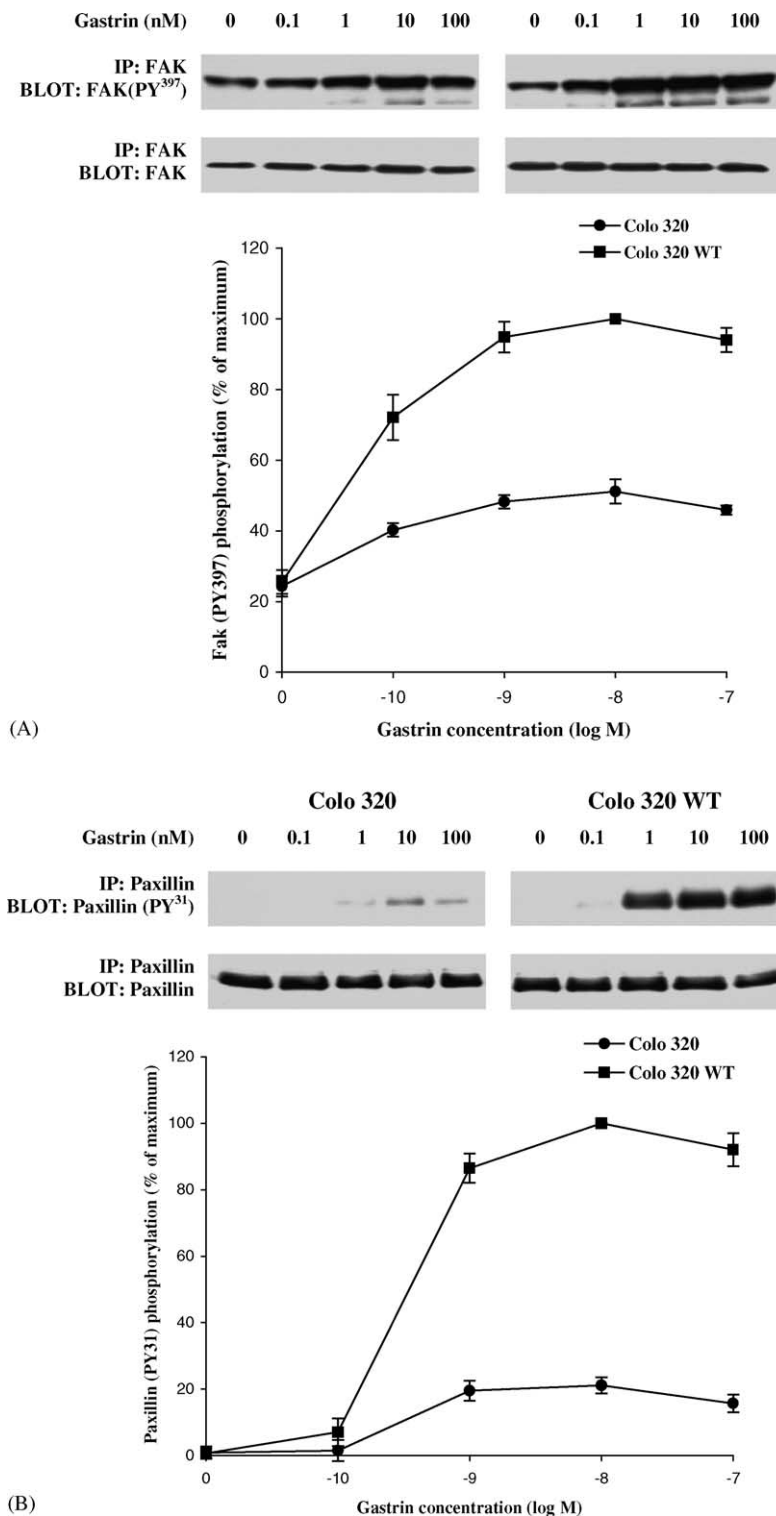 Gastrin (nM) 0 0.1 1 10 100 0 0.1 1 10 100
IP: FAK
BLOT: FAK(PY397)
IP: FAK
BLOT: FAK
Colo 320
Colo 320 WT
120
100
80
60
40
20
0
Fak (PY397) phosphorylation (% of maximum)
0 -10 -9 -8 -7
Gastrin concentration (log M)
(A)
Colo 320 Colo 320 WT
Gastrin (nM) 0 0.1 1 10 100 0 0.1 1 10 100
IP: Paxillin
BLOT: Paxillin (PY31)
IP: Paxillin
BLOT: Paxillin
Colo 320
Colo 320 WT
120
100
80
60
40
20
0
Paxillin (PY31) phosphorylation (% of maximum)
0 -10 -9 -8 -7
Gastrin concentration (log M)
(B)